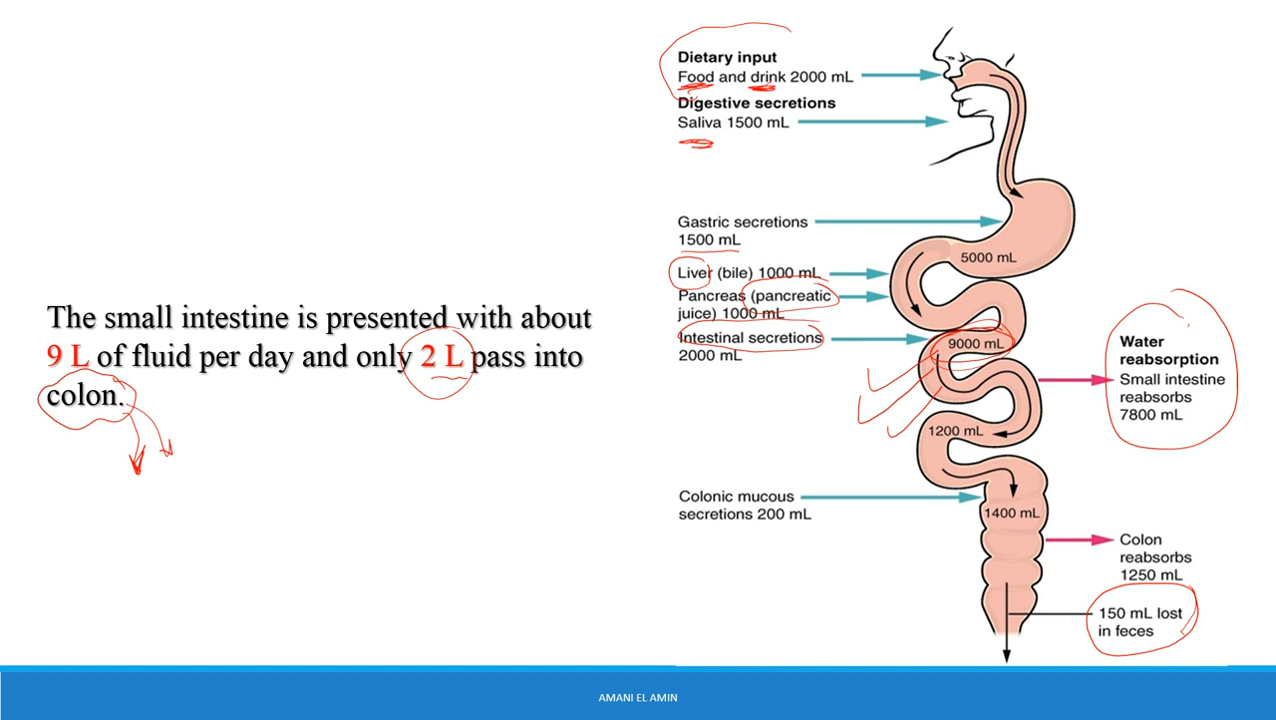 The small intestine is presented with about
9 L of fluid per day and only 2 L pass into
colon.
Dietary input
Food and drink 2000 mL
Digestive secretions
Saliva 1500 mL
Gastric secretions
1500 mL
5000 mL
Liver (bile) 1000 mL
Pancreas (pancreatic
juice) 1000 mL
Intestinal secretions
2000 mL
9000 mL
Water
reabsorption
Small intestine
reabsorbs
7800 mL
1200 mL
Colonic mucous
secretions 200 mL
1400 mL
Colon
reabsorbs
1250 mL
150 mL lost
in feces
AMANI EL AMIN